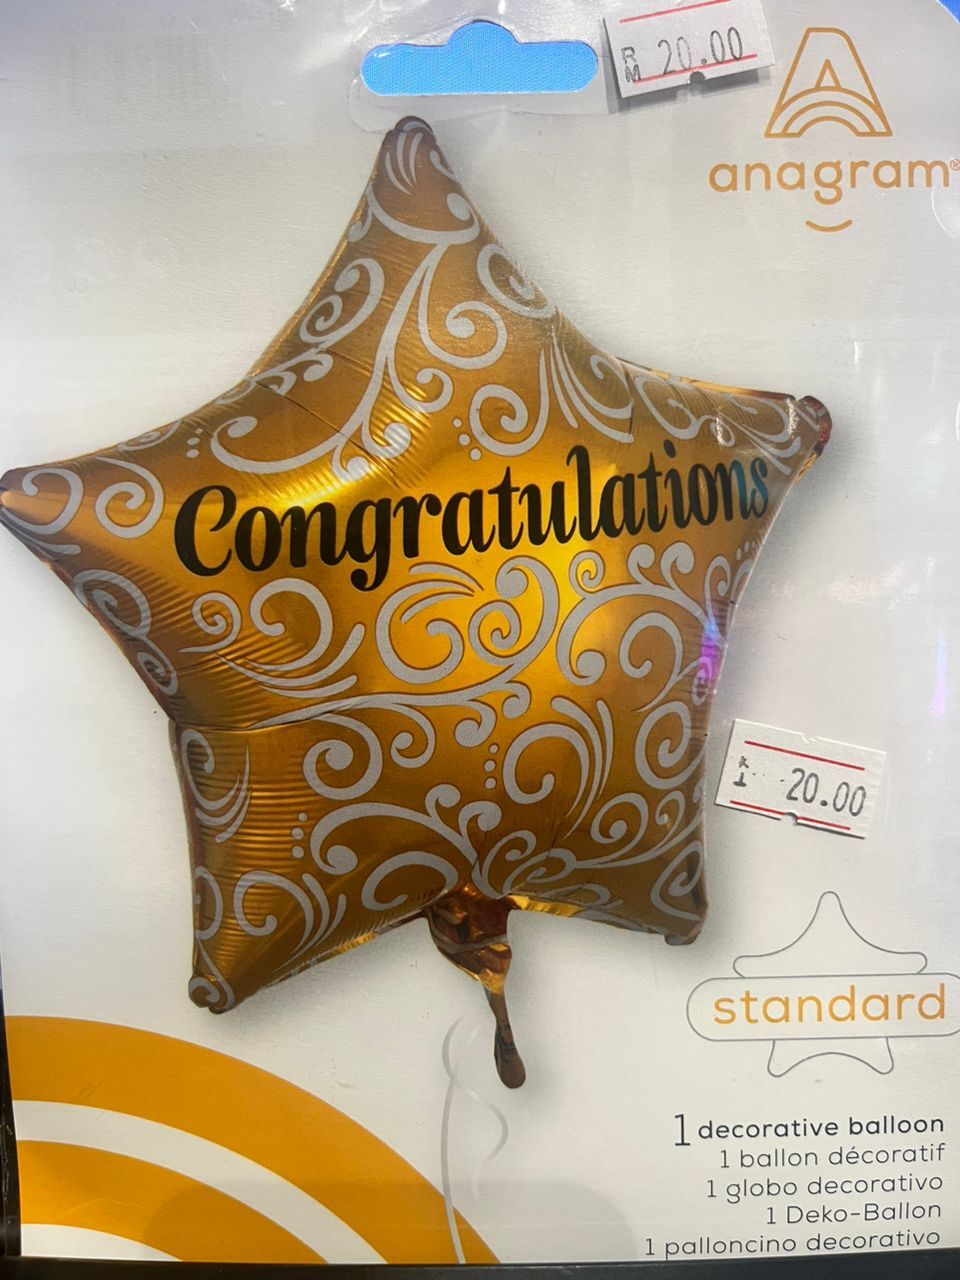 RM 20.00
anagram®
Congratulations
20.00
standard
1 decorative balloon
1 ballon décoratif
1 globo decorativo
1 Deko-Ballon
1 palloncino decorativo